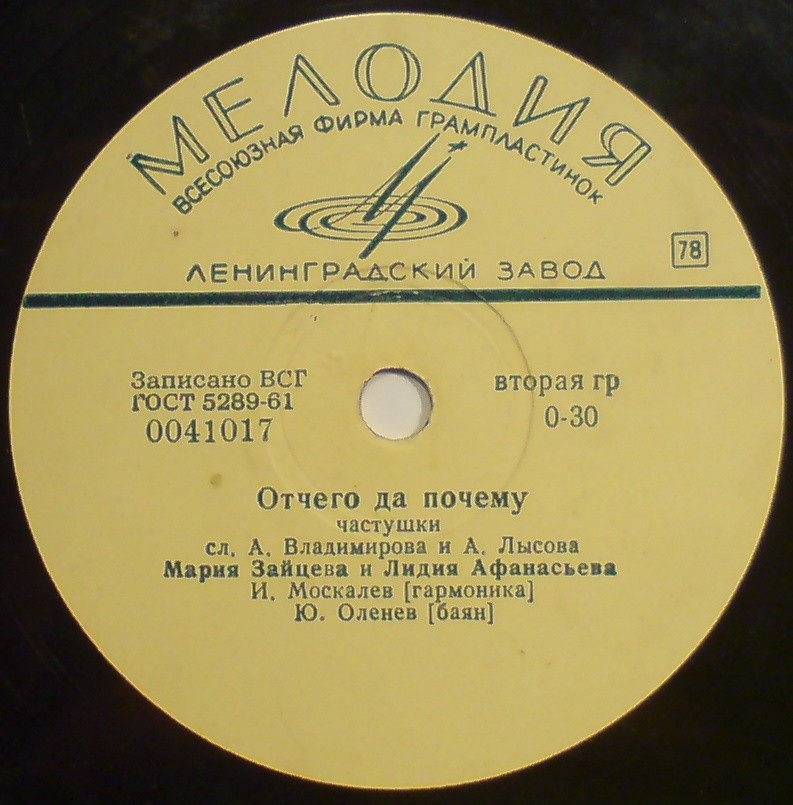 МЕЛОДИЯ
ВСЕСОЮЗНАЯ ФИРМА ГРАМПЛАСТИНОК
ЛЕНИНГРАДСКИЙ ЗАВОД
78
Записано ВСГ
ГОСТ 5289-61
0041017
вторая гр
0-30
Отчего да почему
частушки
сл. А. Владимирова и А. Лысова
Мария Зайцева и Лидия Афанасьева
И. Москалев [гармоника]
Ю. Оленев [баян]